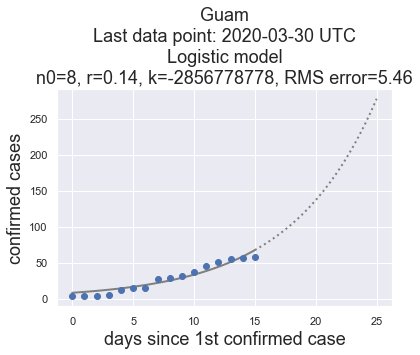 Guam
Last data point: 2020-03-30 UTC
Logistic model
n0=8, r=0.14, k=-2856778778, RMS error=5.46
confirmed cases
250
200
150
100
50
0
0 5 10 15 20 25
days since 1st confirmed case